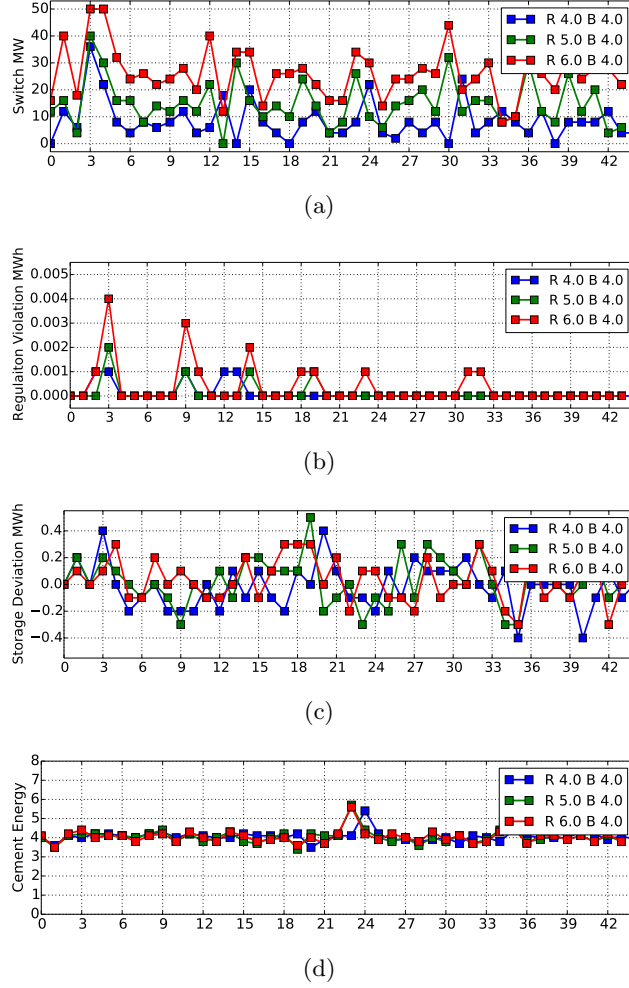 50
40
30
20
10
0
Switch MW
R 4.0 B 4.0
R 5.0 B 4.0
R 6.0 B 4.0
0 3 6 9 12 15 18 21 24 27 30 33 36 39 42
(a)
0.005
0.004
0.003
0.002
0.001
0.000
Regulaiton Violation MWh
R 4.0 B 4.0
R 5.0 B 4.0
R 6.0 B 4.0
0 3 6 9 12 15 18 21 24 27 30 33 36 39 42
(b)
0.4
0.2
0.0
−0.2
−0.4
Storage Deviation MWh
R 4.0 B 4.0
R 5.0 B 4.0
R 6.0 B 4.0
0 3 6 9 12 15 18 21 24 27 30 33 36 39 42
(c)
8
7
6
5
4
3
2
1
0
Cement Energy
R 4.0 B 4.0
R 5.0 B 4.0
R 6.0 B 4.0
0 3 6 9 12 15 18 21 24 27 30 33 36 39 42
(d)